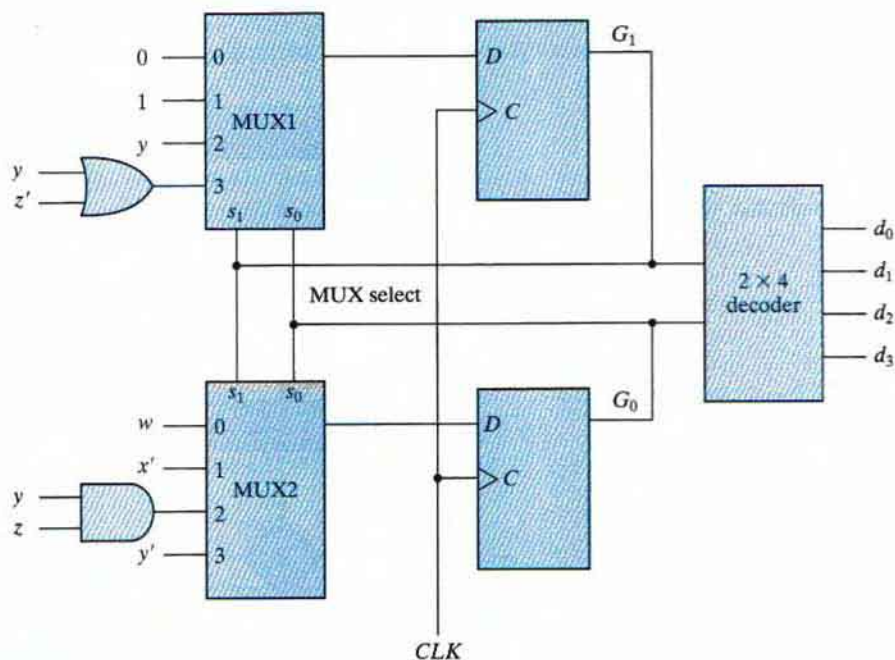 G₁
0 0
D
1 1
C
MUX1
y 2
y
3
z'
s₁ s₀
d₀
d₁
2 × 4
MUX select
decoder
d₂
d₃
s₁ s₀
G₀
w 0
D
x' 1
MUX2
C
y
2
z
y' 3
CLK